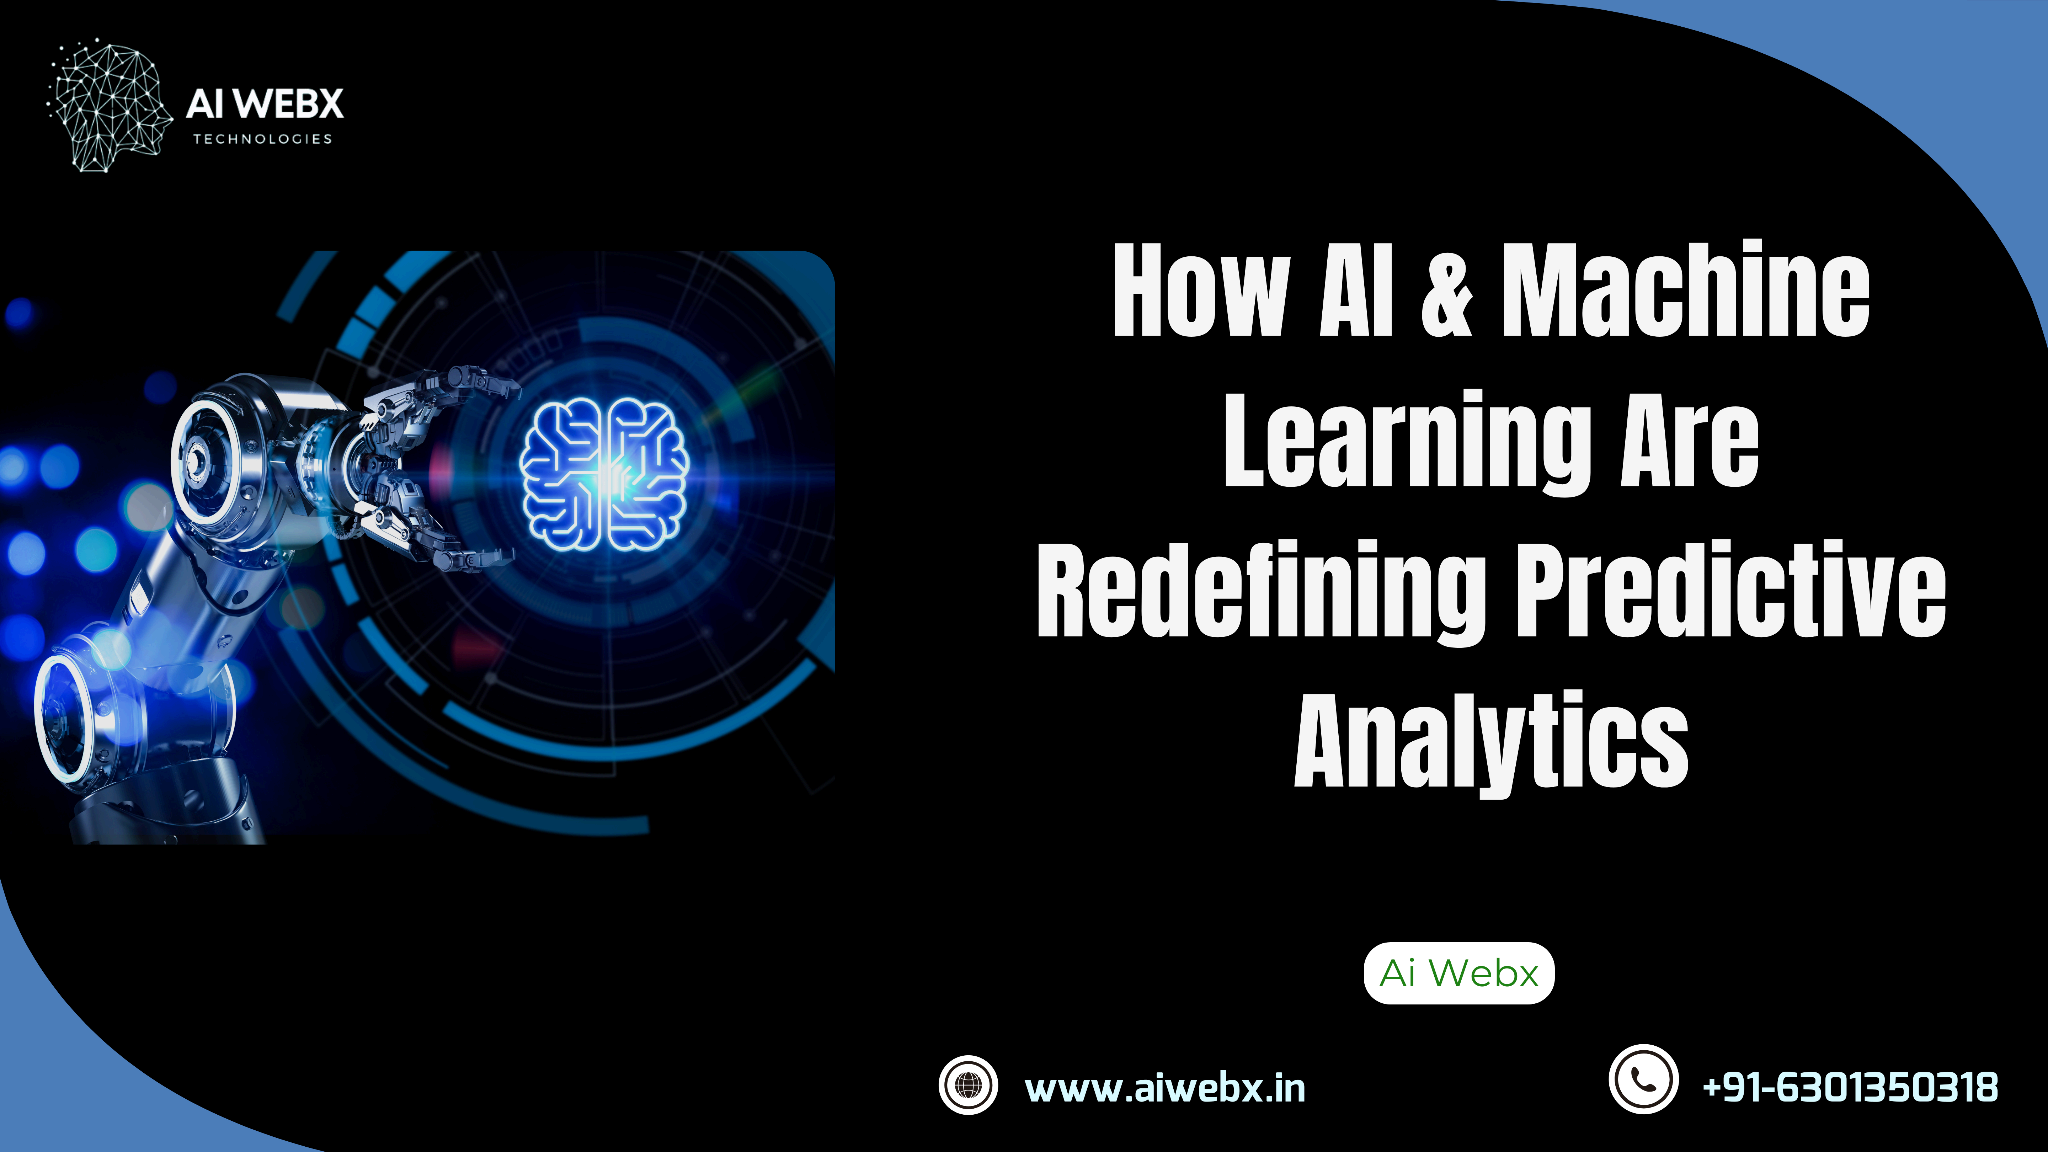 AI WEBX
TECHNOLOGIES
How AI & Machine
Learning Are
Redefining Predictive
Analytics
Ai Webx
www.aiwebx.in
+91-6301350318